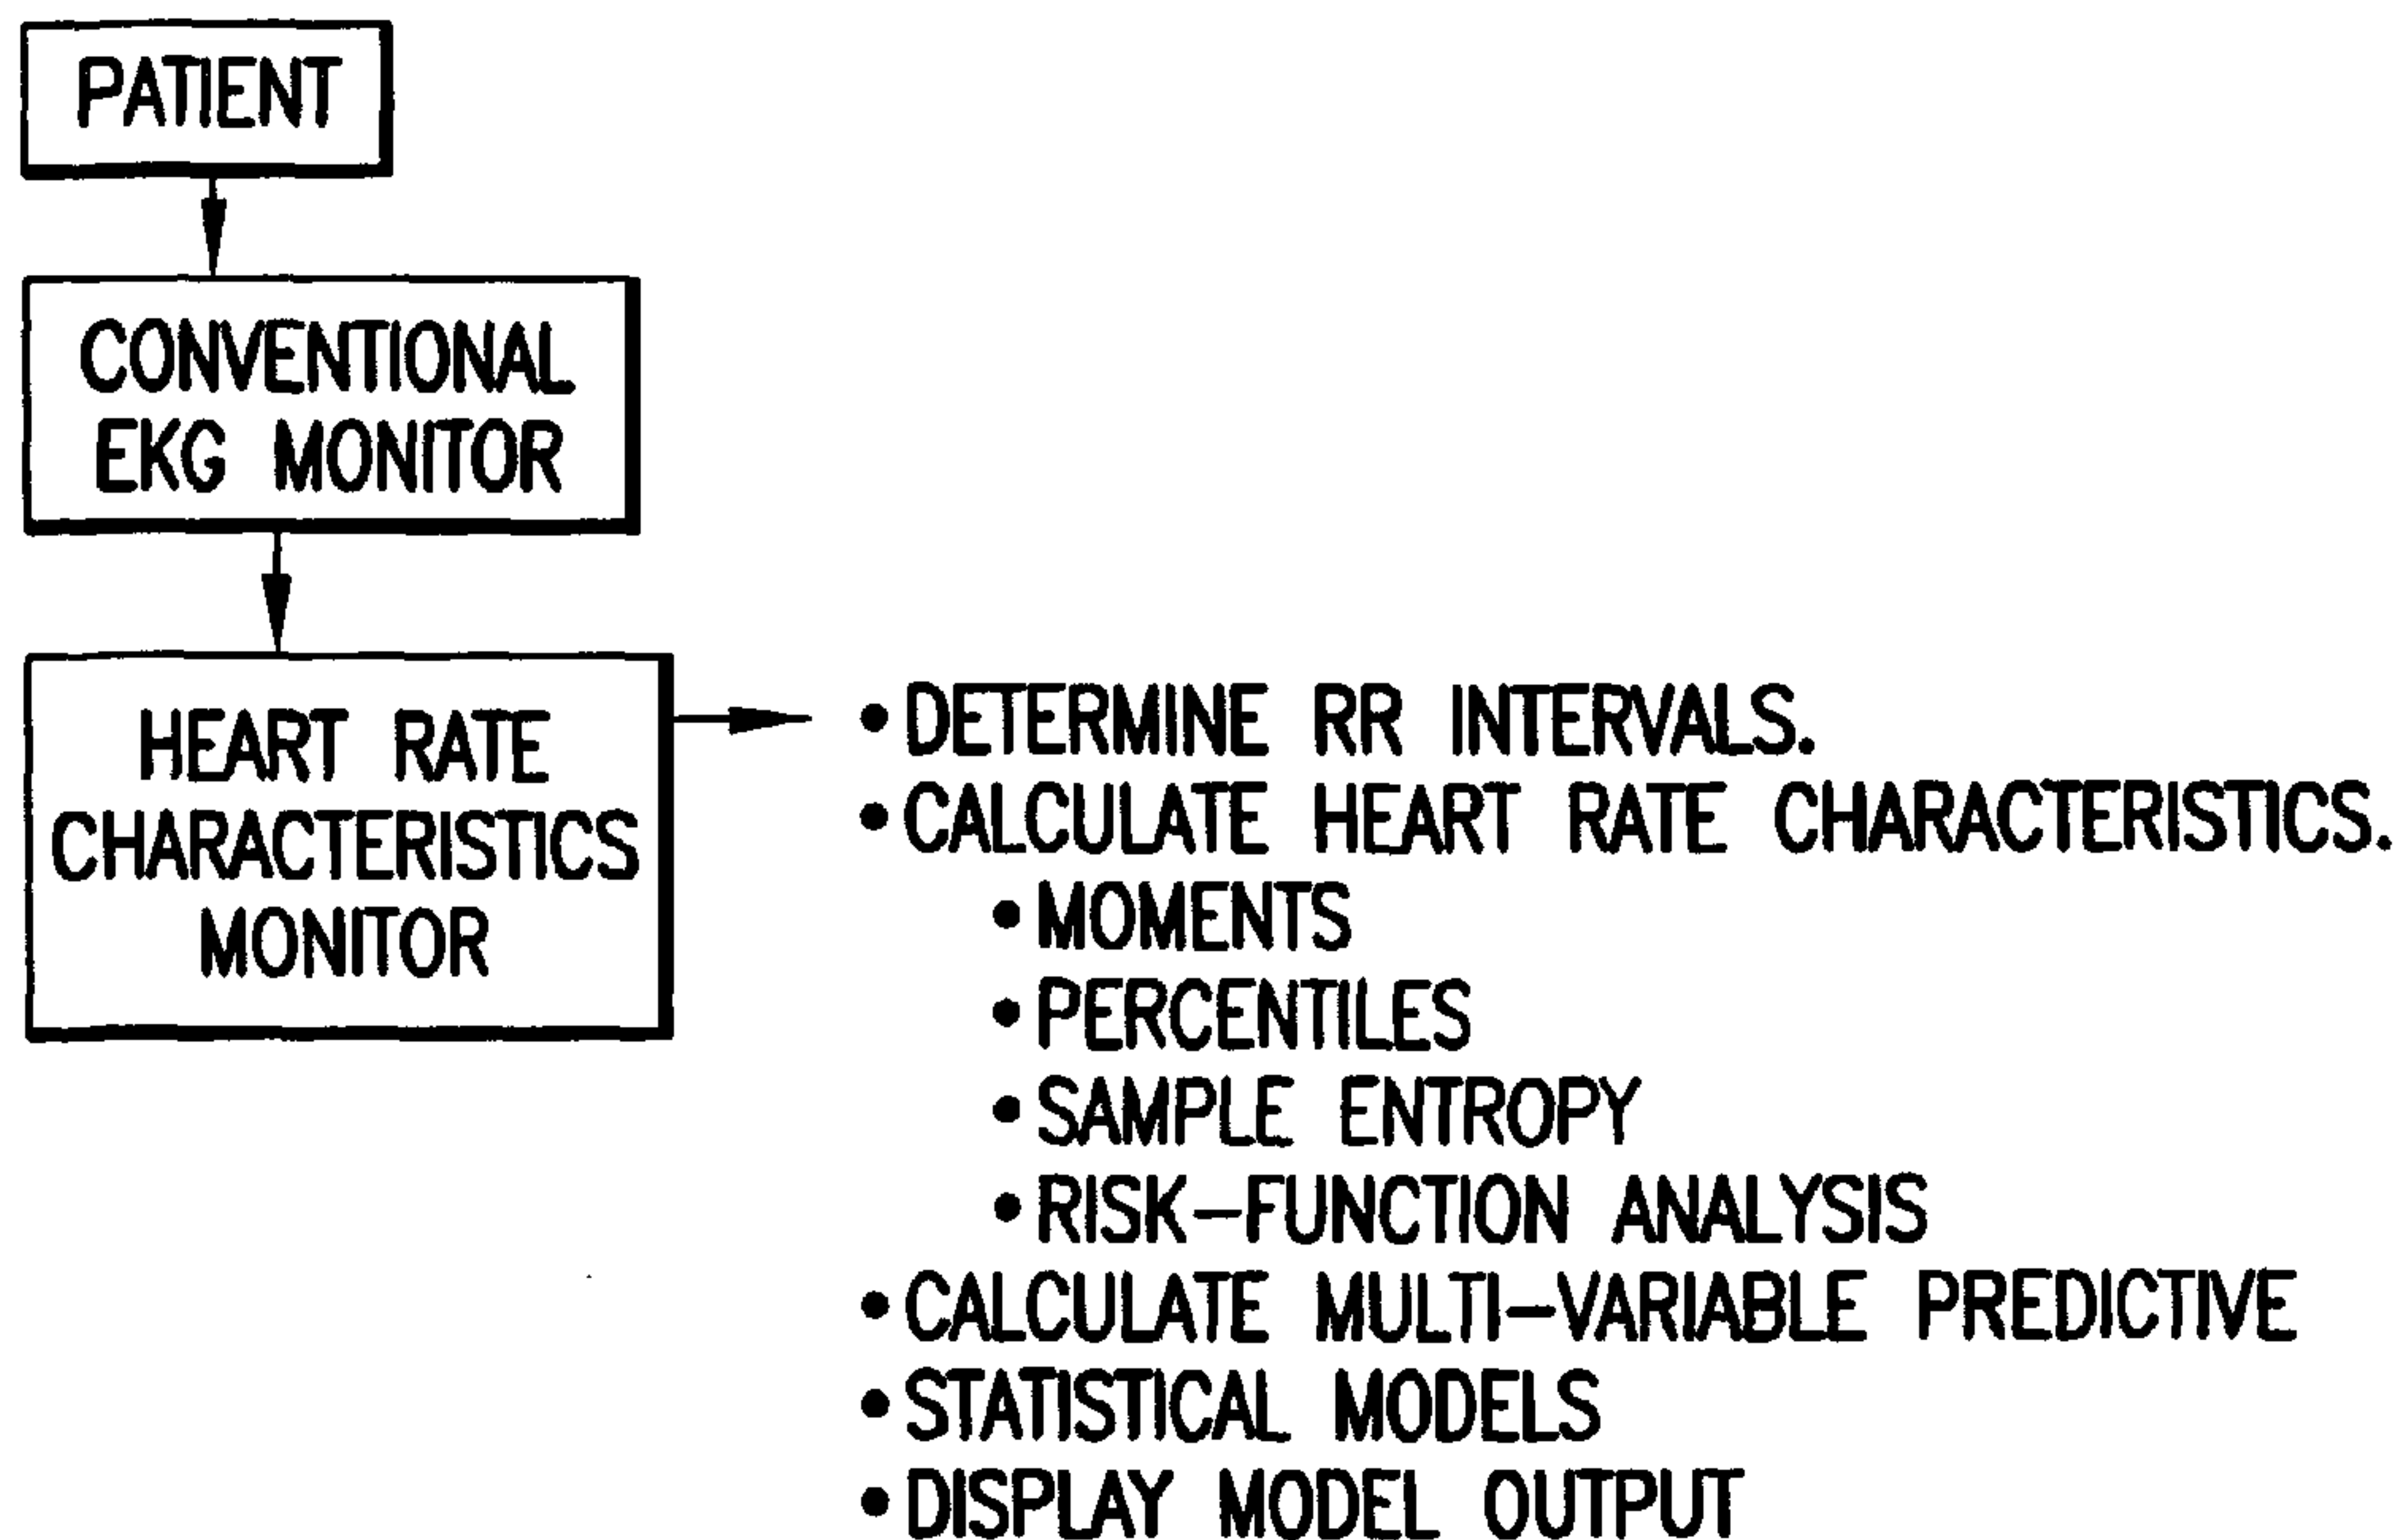 PATIENT
CONVENTIONAL
EKG MONITOR
HEART RATE
CHARACTERISTICS
MONITOR
• DETERMINE RR INTERVALS.
• CALCULATE HEART RATE CHARACTERISTICS.
• MOMENTS
• PERCENTILES
• SAMPLE ENTROPY
• RISK–FUNCTION ANALYSIS
• CALCULATE MULTI–VARIABLE PREDICTIVE
• STATISTICAL MODELS
• DISPLAY MODEL OUTPUT